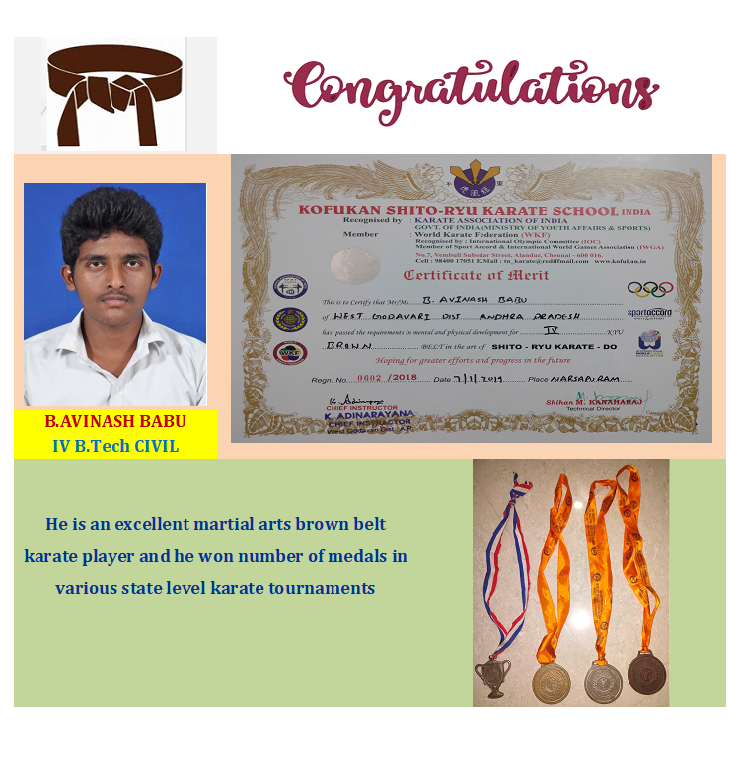 Congratulations
KOFUKAN SHITO-RYU KARATE SCHOOL INDIA
Recognised by : KARATE ASSOCIATION OF INDIA
GOVT. OF INDIA(MINISTRY OF YOUTH AFFAIRS & SPORTS)
Member : World Karate Federation (WKF)
Recognised by : International Olympic Committee (IOC)
Member of Sport Accord & International World Games Association (IWGA)
No.7, Vembuli Subedar Street, Alandur, Chennai - 600 016.
Cell : 98400 17051 E.Mail : tn_karate@rediffmail.com www.kofukan.in
Certificate of Merit
This is to Certify that Mr/Ms. B. AVINASH BABU
of WEST GODAVARI DIST ANDHRA PRADESH
has passed the requirements in mental and physical development for IV KYU
BROWN BELT in the art of SHITO - RYU KARATE - DO
Hoping for greater efforts and progress in the future
Regn. No. 0602 /2018 Date 7/1/2019 Place NARSAPURAM
CHIEF INSTRUCTOR
K. ADINARAYANA
CHIEF INSTRUCTOR
West Godavari Dist. A.P.
Shihan M. KANAHABAJ
Technical Director
sportaccord
WKF
B.AVINASH BABU
IV B.Tech CIVIL
He is an excellent martial arts brown belt
karate player and he won number of medals in
various state level karate tournaments